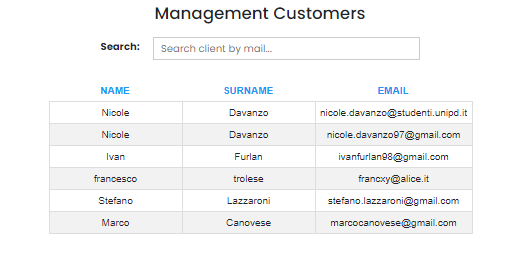 Management Customers
Search: Search client by mail...
NAME SURNAME EMAIL
Nicole Davanzo nicole.davanzo@studenti.unipd.it
Nicole Davanzo nicole.davanzo97@gmail.com
Ivan Furlan ivanfurlan98@gmail.com
francesco trolese francxy@alice.it
Stefano Lazzaroni stefano.lazzaroni@gmail.com
Marco Canovese marcocanovese@gmail.com